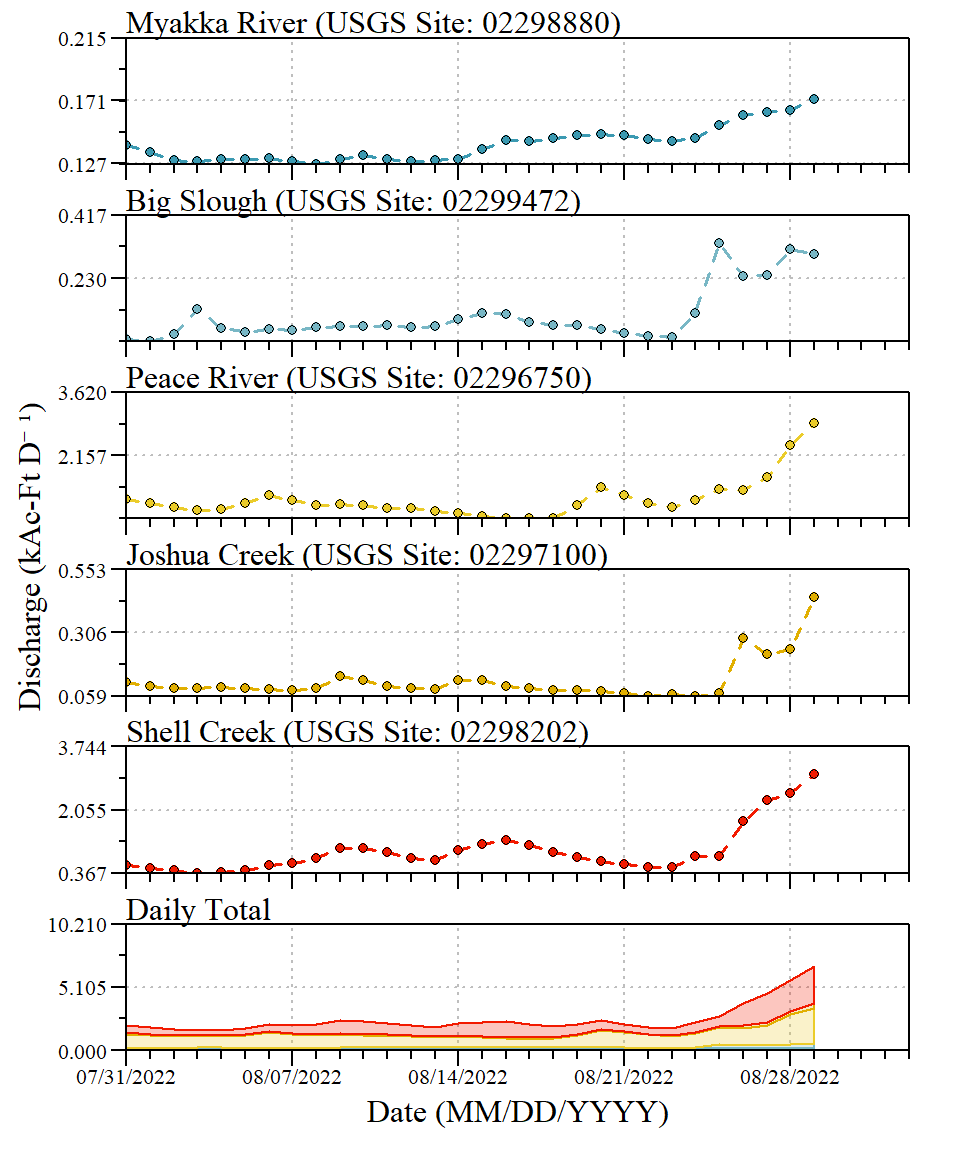 Myakka River (USGS Site: 02298880)
0.215
0.171
0.127
Big Slough (USGS Site: 02299472)
0.417
0.230
Peace River (USGS Site: 02296750)
3.620
2.157
Joshua Creek (USGS Site: 02297100)
0.553
0.306
0.059
Shell Creek (USGS Site: 02298202)
3.744
2.055
0.367
Daily Total
10.210
5.105
0.000
Discharge (kAc-Ft D⁻¹)
07/31/2022 08/07/2022 08/14/2022 08/21/2022 08/28/2022
Date (MM/DD/YYYY)